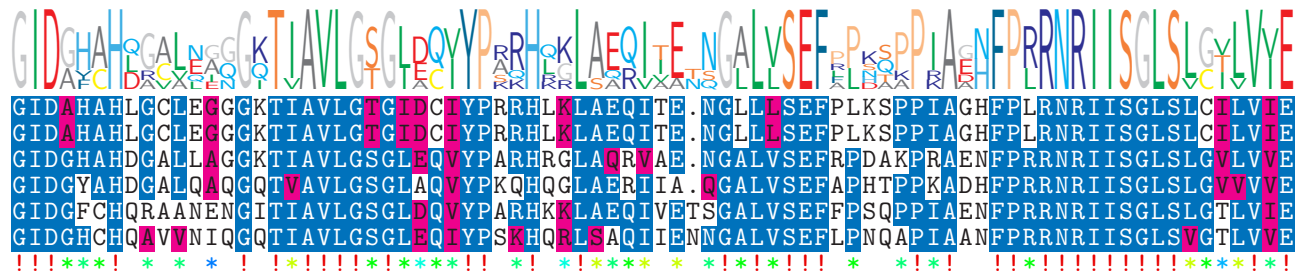 GIDAHAHLGCLEGGGKTIAVLGTGIDCIYPRRHLKLAEQITE.NGLLLSEFPLKSPPIAGHFPLRNRIISGLSLCILVIE
GIDAHAHLGCLEGGGKTIAVLGTGIDCIYPRRHLKLAEQITE.NGLLLSEFPLKSPPIAGHFPLRNRIISGLSLCILVIE
GIDGHAHDGALLAGGKTIAVLGSGLEQVYPARHRGLAQRVAE.NGALVSEFRPDAKPRAENFPRRNRIISGLSLGVLVVE
GIDGYAHDGALQAQGQTVAVLGSGLAQVYPKQHQGLAERIIA.QGALVSEFAPHTPPKADHFPRRNRIISGLSLGVVVVE
GIDGFCHQRAANENGITIAVLGSGLDQVYPARHKKLAEQIVETSGALVSEFFPSQPPIAENFPRRNRIISGLSLGTLVIE
GIDGHCHQAVVNIQGQTIAVLGSGLEQIYPSKHQRLSAQIIENNGALVSEFLPNQAPIAANFPRRNRIISGLSVGTLVVE